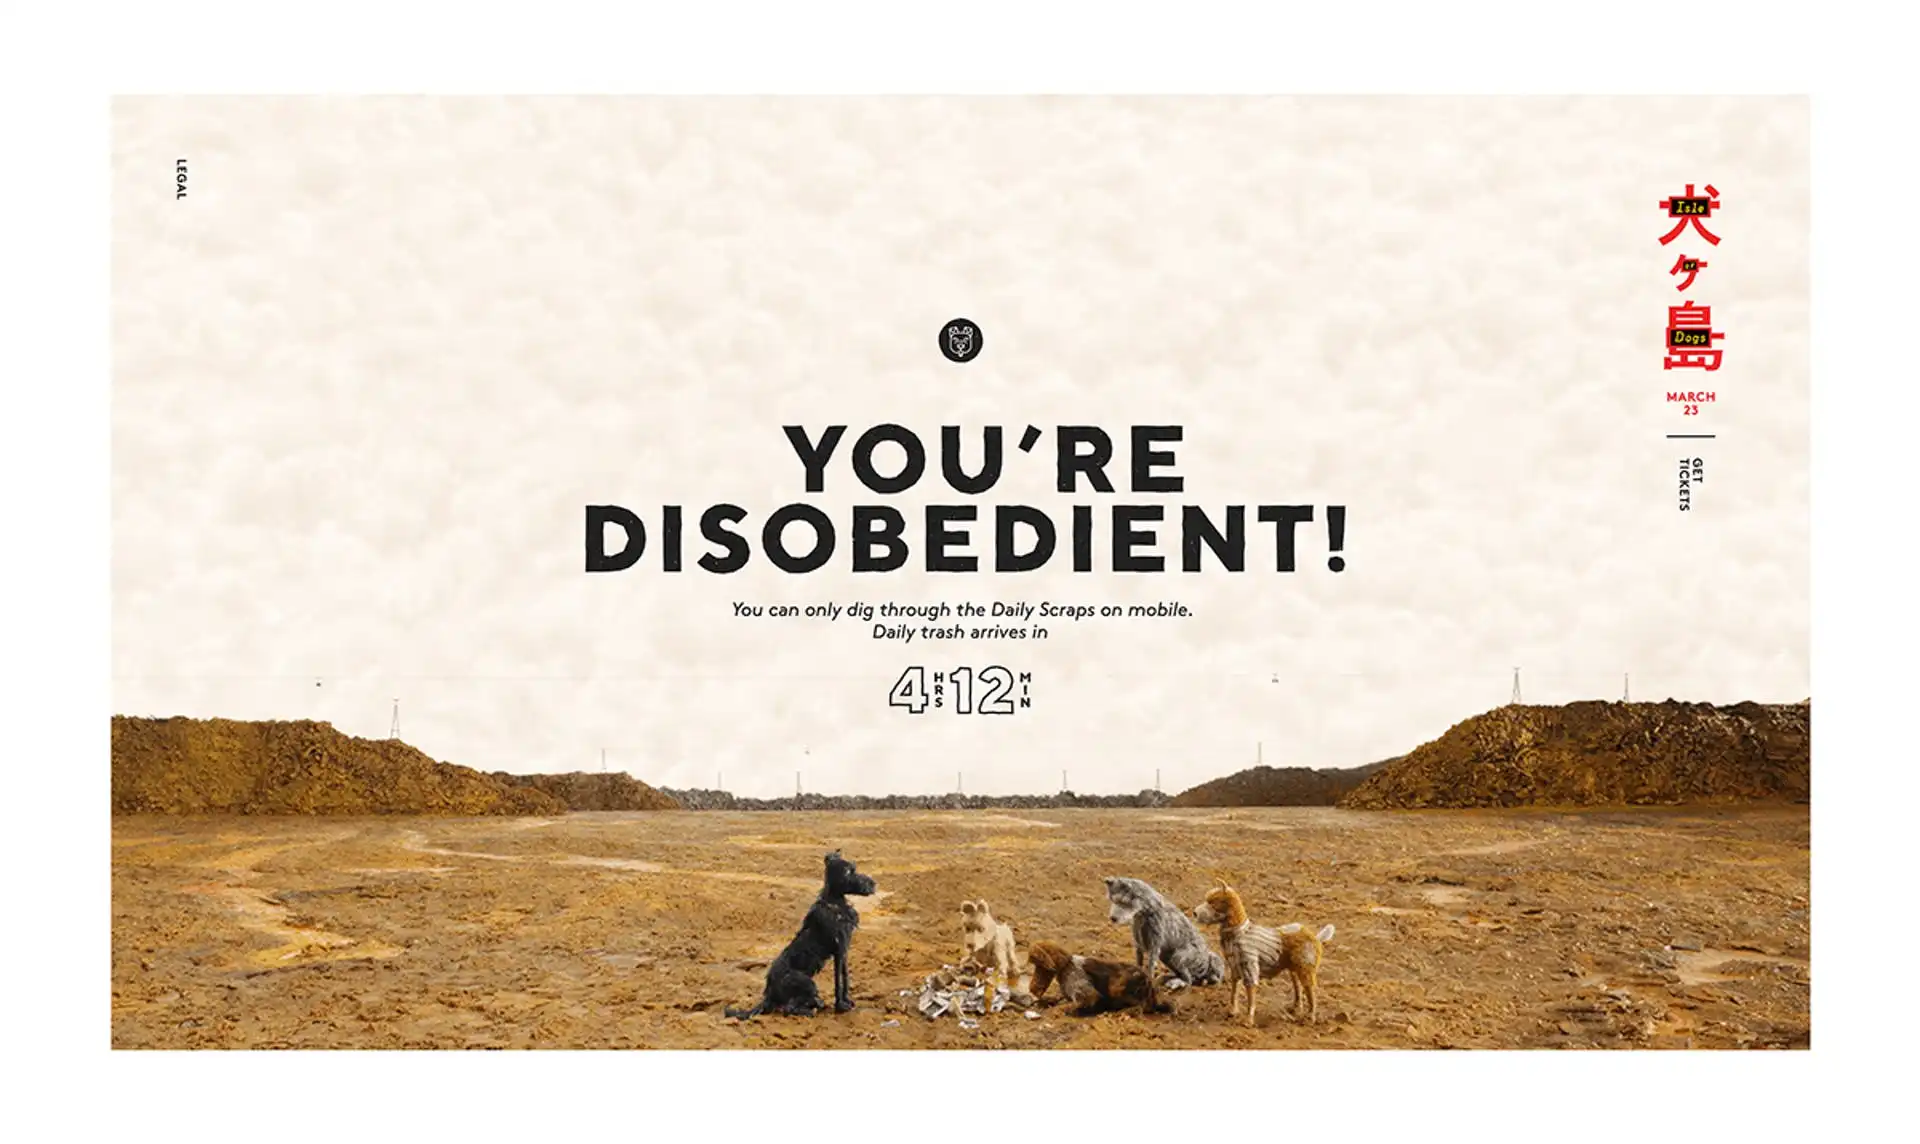 LEGAL
犬ヶ島
Isle
of
Dogs
MARCH
23
GET
TICKETS
YOU'RE
DISOBEDIENT!
You can only dig through the Daily Scraps on mobile.
Daily trash arrives in
4 HRS 12 MIN